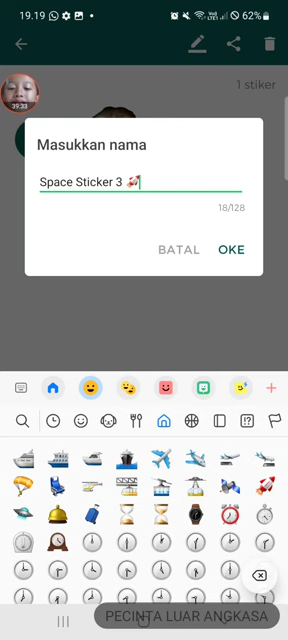 19.19
62%
1 stiker
39:33
Masukkan nama
Space Sticker 3 🚀
18/128
BATAL OKE
PECINTA LUAR ANGKASA